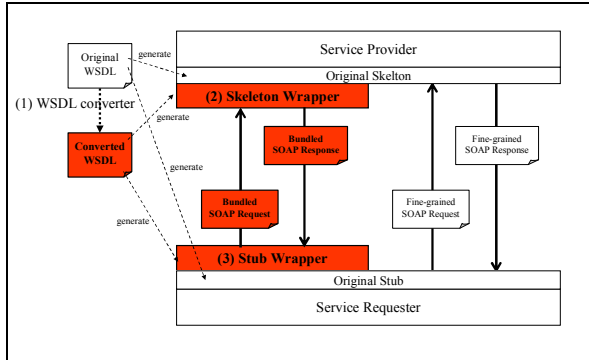 Service Provider
Original
WSDL
generate
Original Skelton
(1) WSDL converter
(2) Skeleton Wrapper
generate
Converted
WSDL
Bundled
SOAP Response
Fine-grained
SOAP Response
generate
Bundled
SOAP Request
Fine-grained
SOAP Request
generate
(3) Stub Wrapper
Original Stub
Service Requester